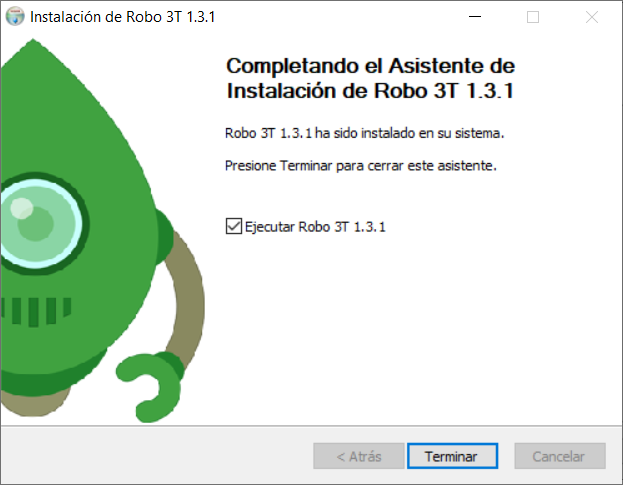 Instalación de Robo 3T 1.3.1
Completando el Asistente de
Instalación de Robo 3T 1.3.1
Robo 3T 1.3.1 ha sido instalado en su sistema.
Presione Terminar para cerrar este asistente.
Ejecutar Robo 3T 1.3.1
< Atrás
Terminar
Cancelar